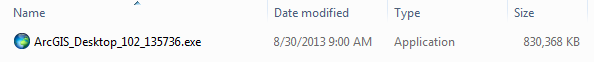 Name Date modified Type Size
ArcGIS_Desktop_102_135736.exe 8/30/2013 9:00 AM Application 830,368 KB